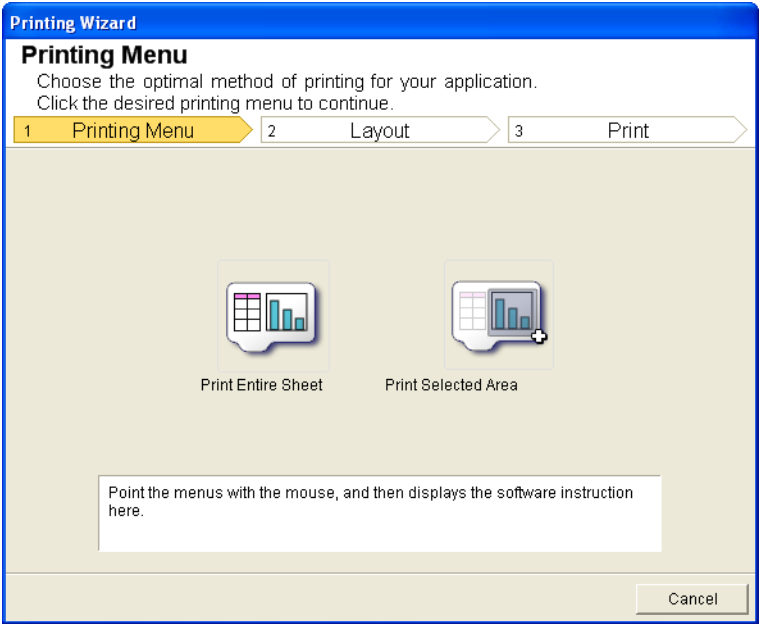 Printing Wizard
Printing Menu
Choose the optimal method of printing for your application.
Click the desired printing menu to continue.
1 Printing Menu 2 Layout 3 Print
Print Entire Sheet Print Selected Area
Point the menus with the mouse, and then displays the software instruction
here.
Cancel